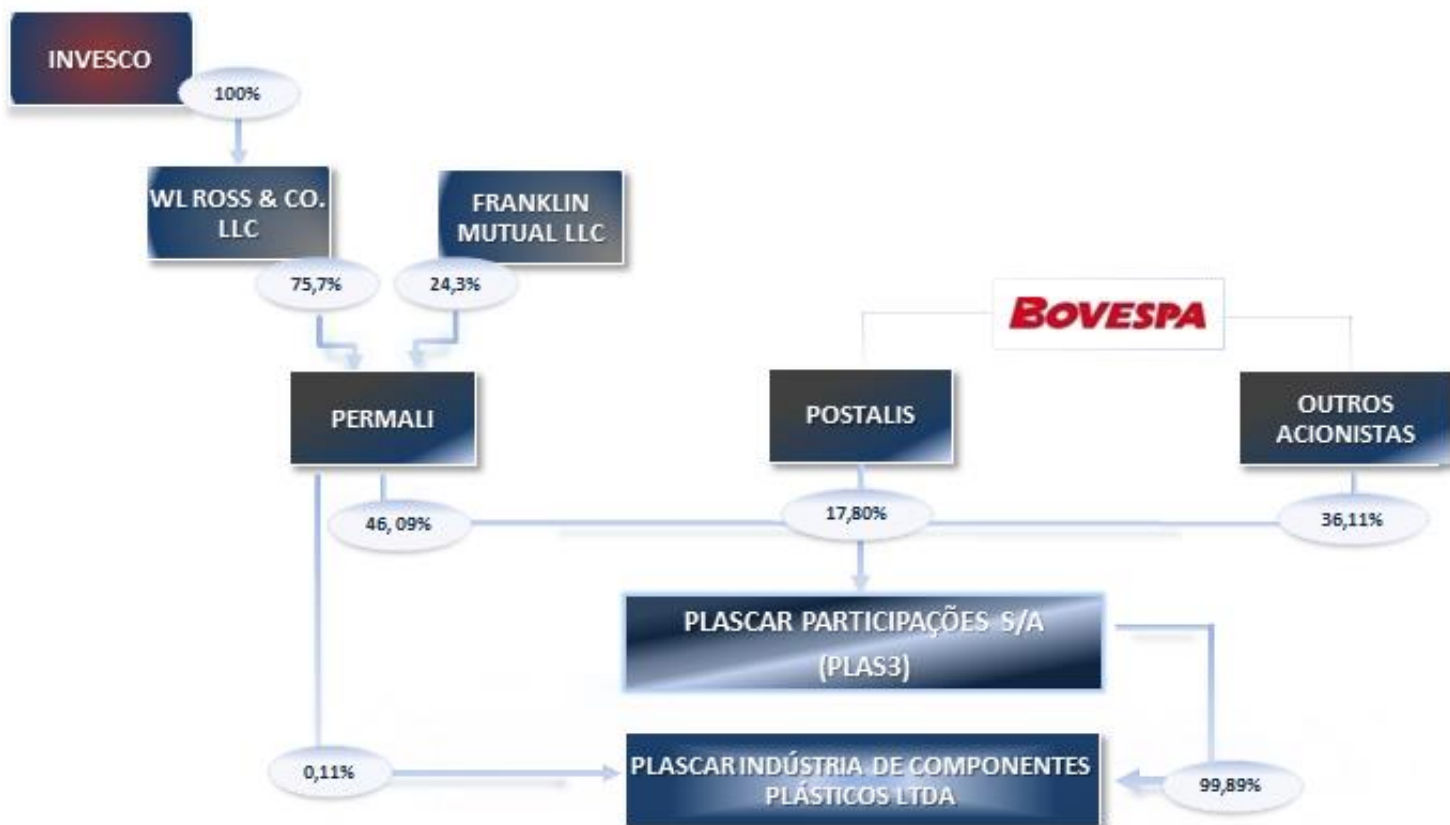 INVESCO
100%
WL ROSS & CO.
LLC
FRANKLIN
MUTUAL LLC
75,7%
24,3%
BOVESPA
PERMALI
POSTALIS
OUTROS
ACIONISTAS
46, 09%
17,80%
36,11%
PLASCAR PARTICIPAÇÕES S/A
(PLAS3)
0,11%
PLASCAR INDÚSTRIA DE COMPONENTES
PLÁSTICOS LTDA
99,89%